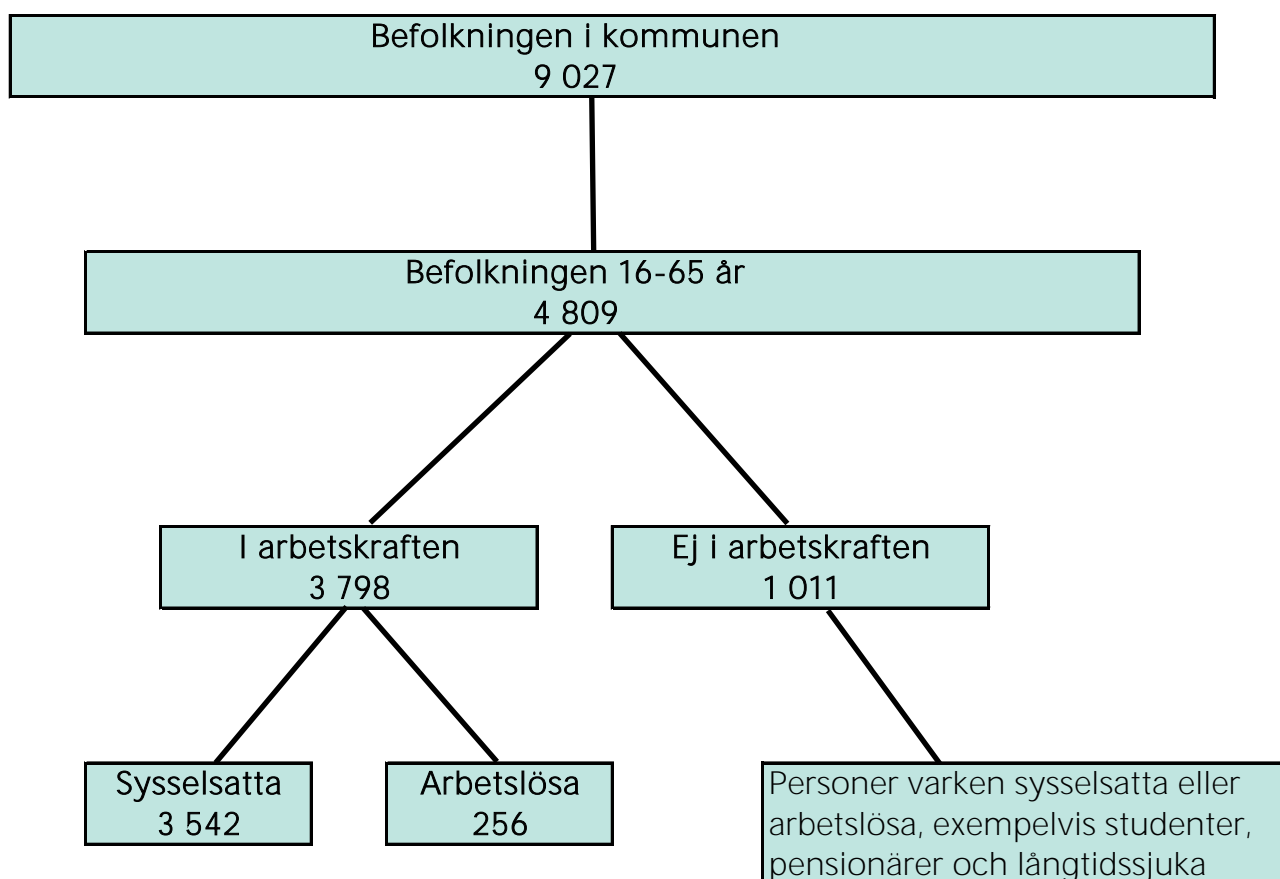 Befolkningen i kommunen
9 027
Befolkningen 16-65 år
4 809
I arbetskraften
3 798
Ej i arbetskraften
1 011
Sysselsatta
3 542
Arbetslösa
256
Personer varken sysselsatta eller
arbetslösa, exempelvis studenter,
pensionärer och långtidssjuka